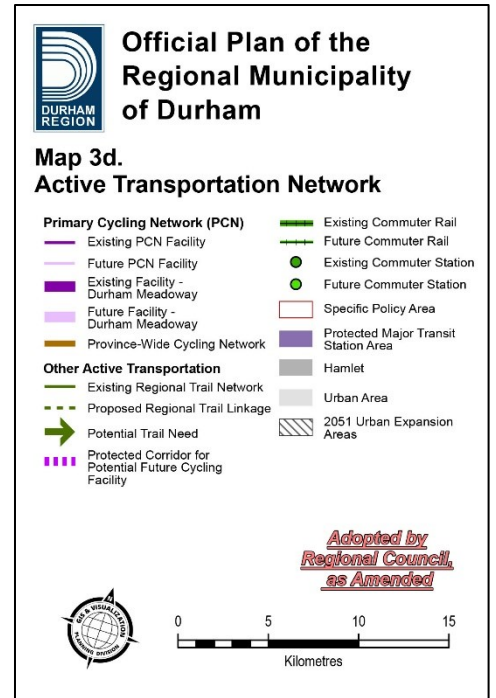 DURHAM
REGION
Official Plan of the
Regional Municipality
of Durham
Map 3d.
Active Transportation Network
Primary Cycling Network (PCN)
Existing PCN Facility
Future PCN Facility
Existing Facility -
Durham Meadoway
Future Facility -
Durham Meadoway
Province-Wide Cycling Network
Other Active Transportation
Existing Regional Trail Network
Proposed Regional Trail Linkage
Potential Trail Need
Protected Corridor for
Potential Future Cycling
Facility
Existing Commuter Rail
Future Commuter Rail
Existing Commuter Station
Future Commuter Station
Specific Policy Area
Protected Major Transit
Station Area
Hamlet
Urban Area
2051 Urban Expansion
Areas
Adopted by
Regional Council,
as Amended
GIS & VISUALIZATION
PLANNING DIVISION
0 5 10 15
Kilometres